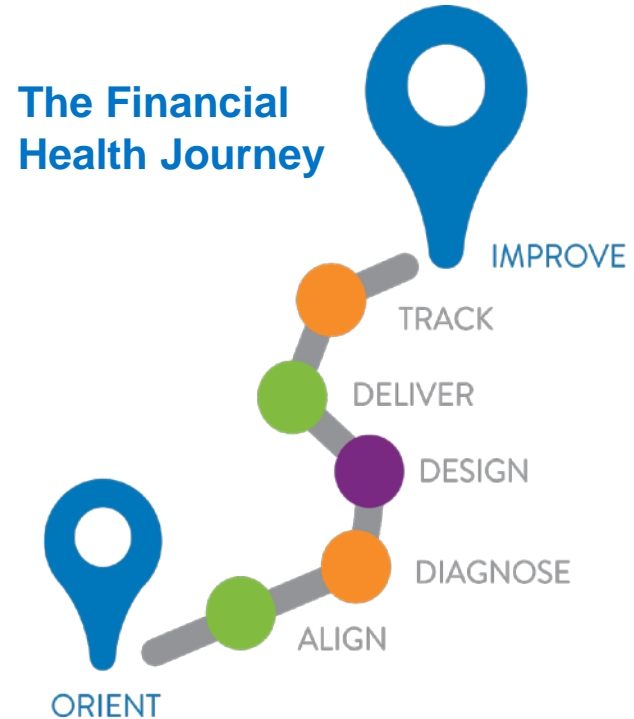 The Financial
Health Journey
IMPROVE
TRACK
DELIVER
DESIGN
DIAGNOSE
ALIGN
ORIENT